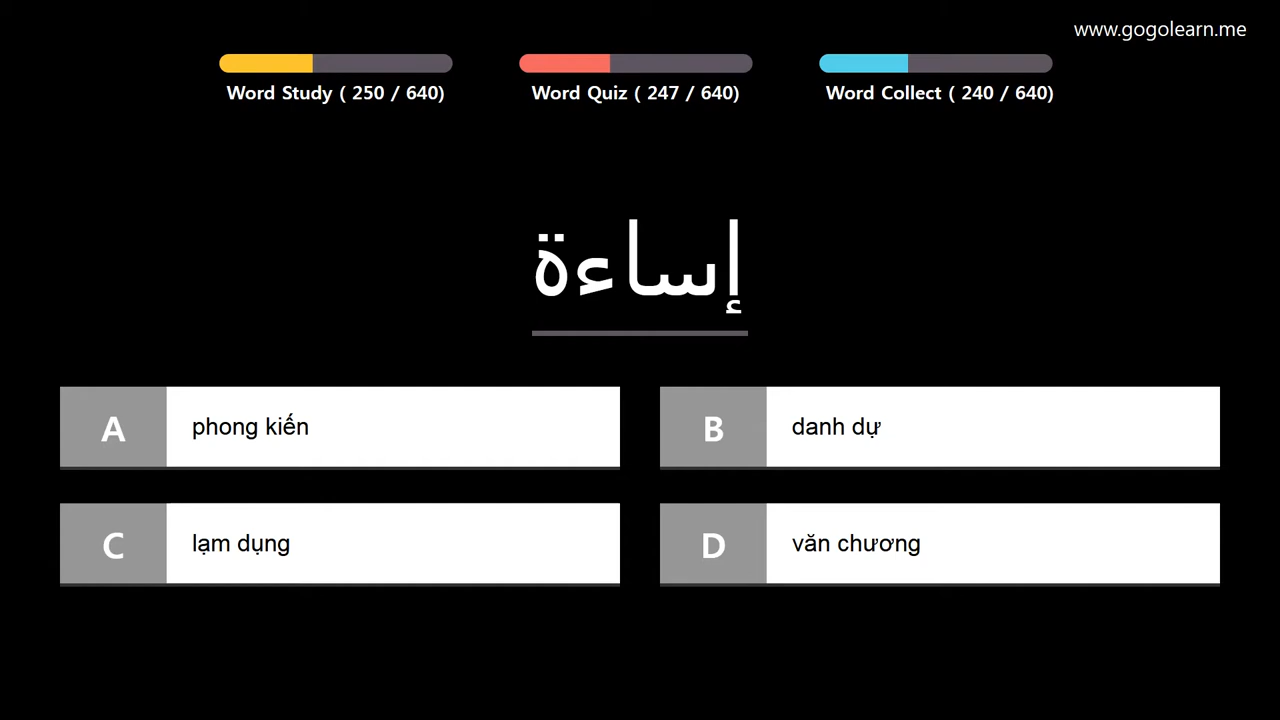 www.gogolearn.me
Word Study ( 250 / 640)
Word Quiz ( 247 / 640)
Word Collect ( 240 / 640)
إساءة
A phong kiến
B danh dự
C lạm dụng
D văn chương